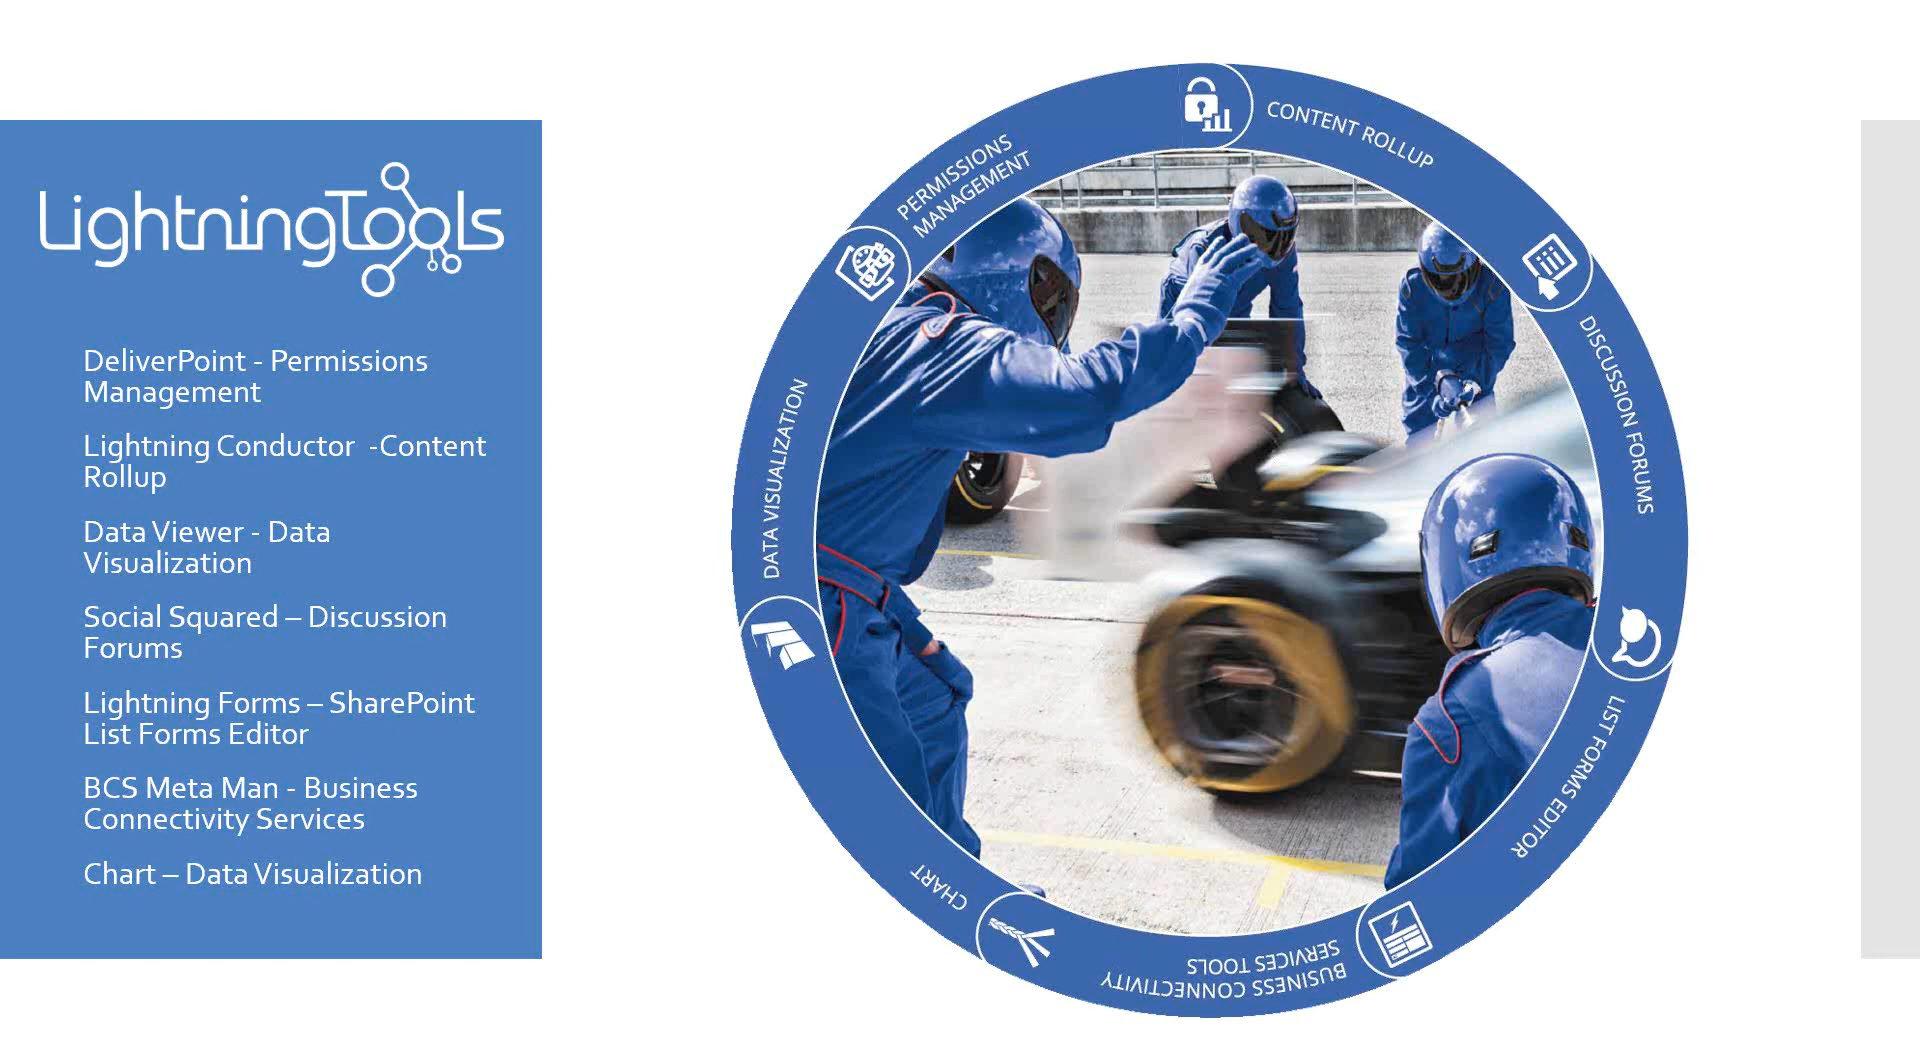 LightningTools
DeliverPoint - Permissions
Management
Lightning Conductor -Content
Rollup
Data Viewer - Data
Visualization
Social Squared – Discussion
Forums
Lightning Forms – SharePoint
List Forms Editor
BCS Meta Man - Business
Connectivity Services
Chart – Data Visualization
CONTENT ROLLUP
DISCUSSION FORUMS
LIST FORMS EDITOR
BUSINESS CONNECTIVITY
SERVICES TOOLS
CHART
DATA VISUALIZATION
PERMISSIONS
MANAGEMENT